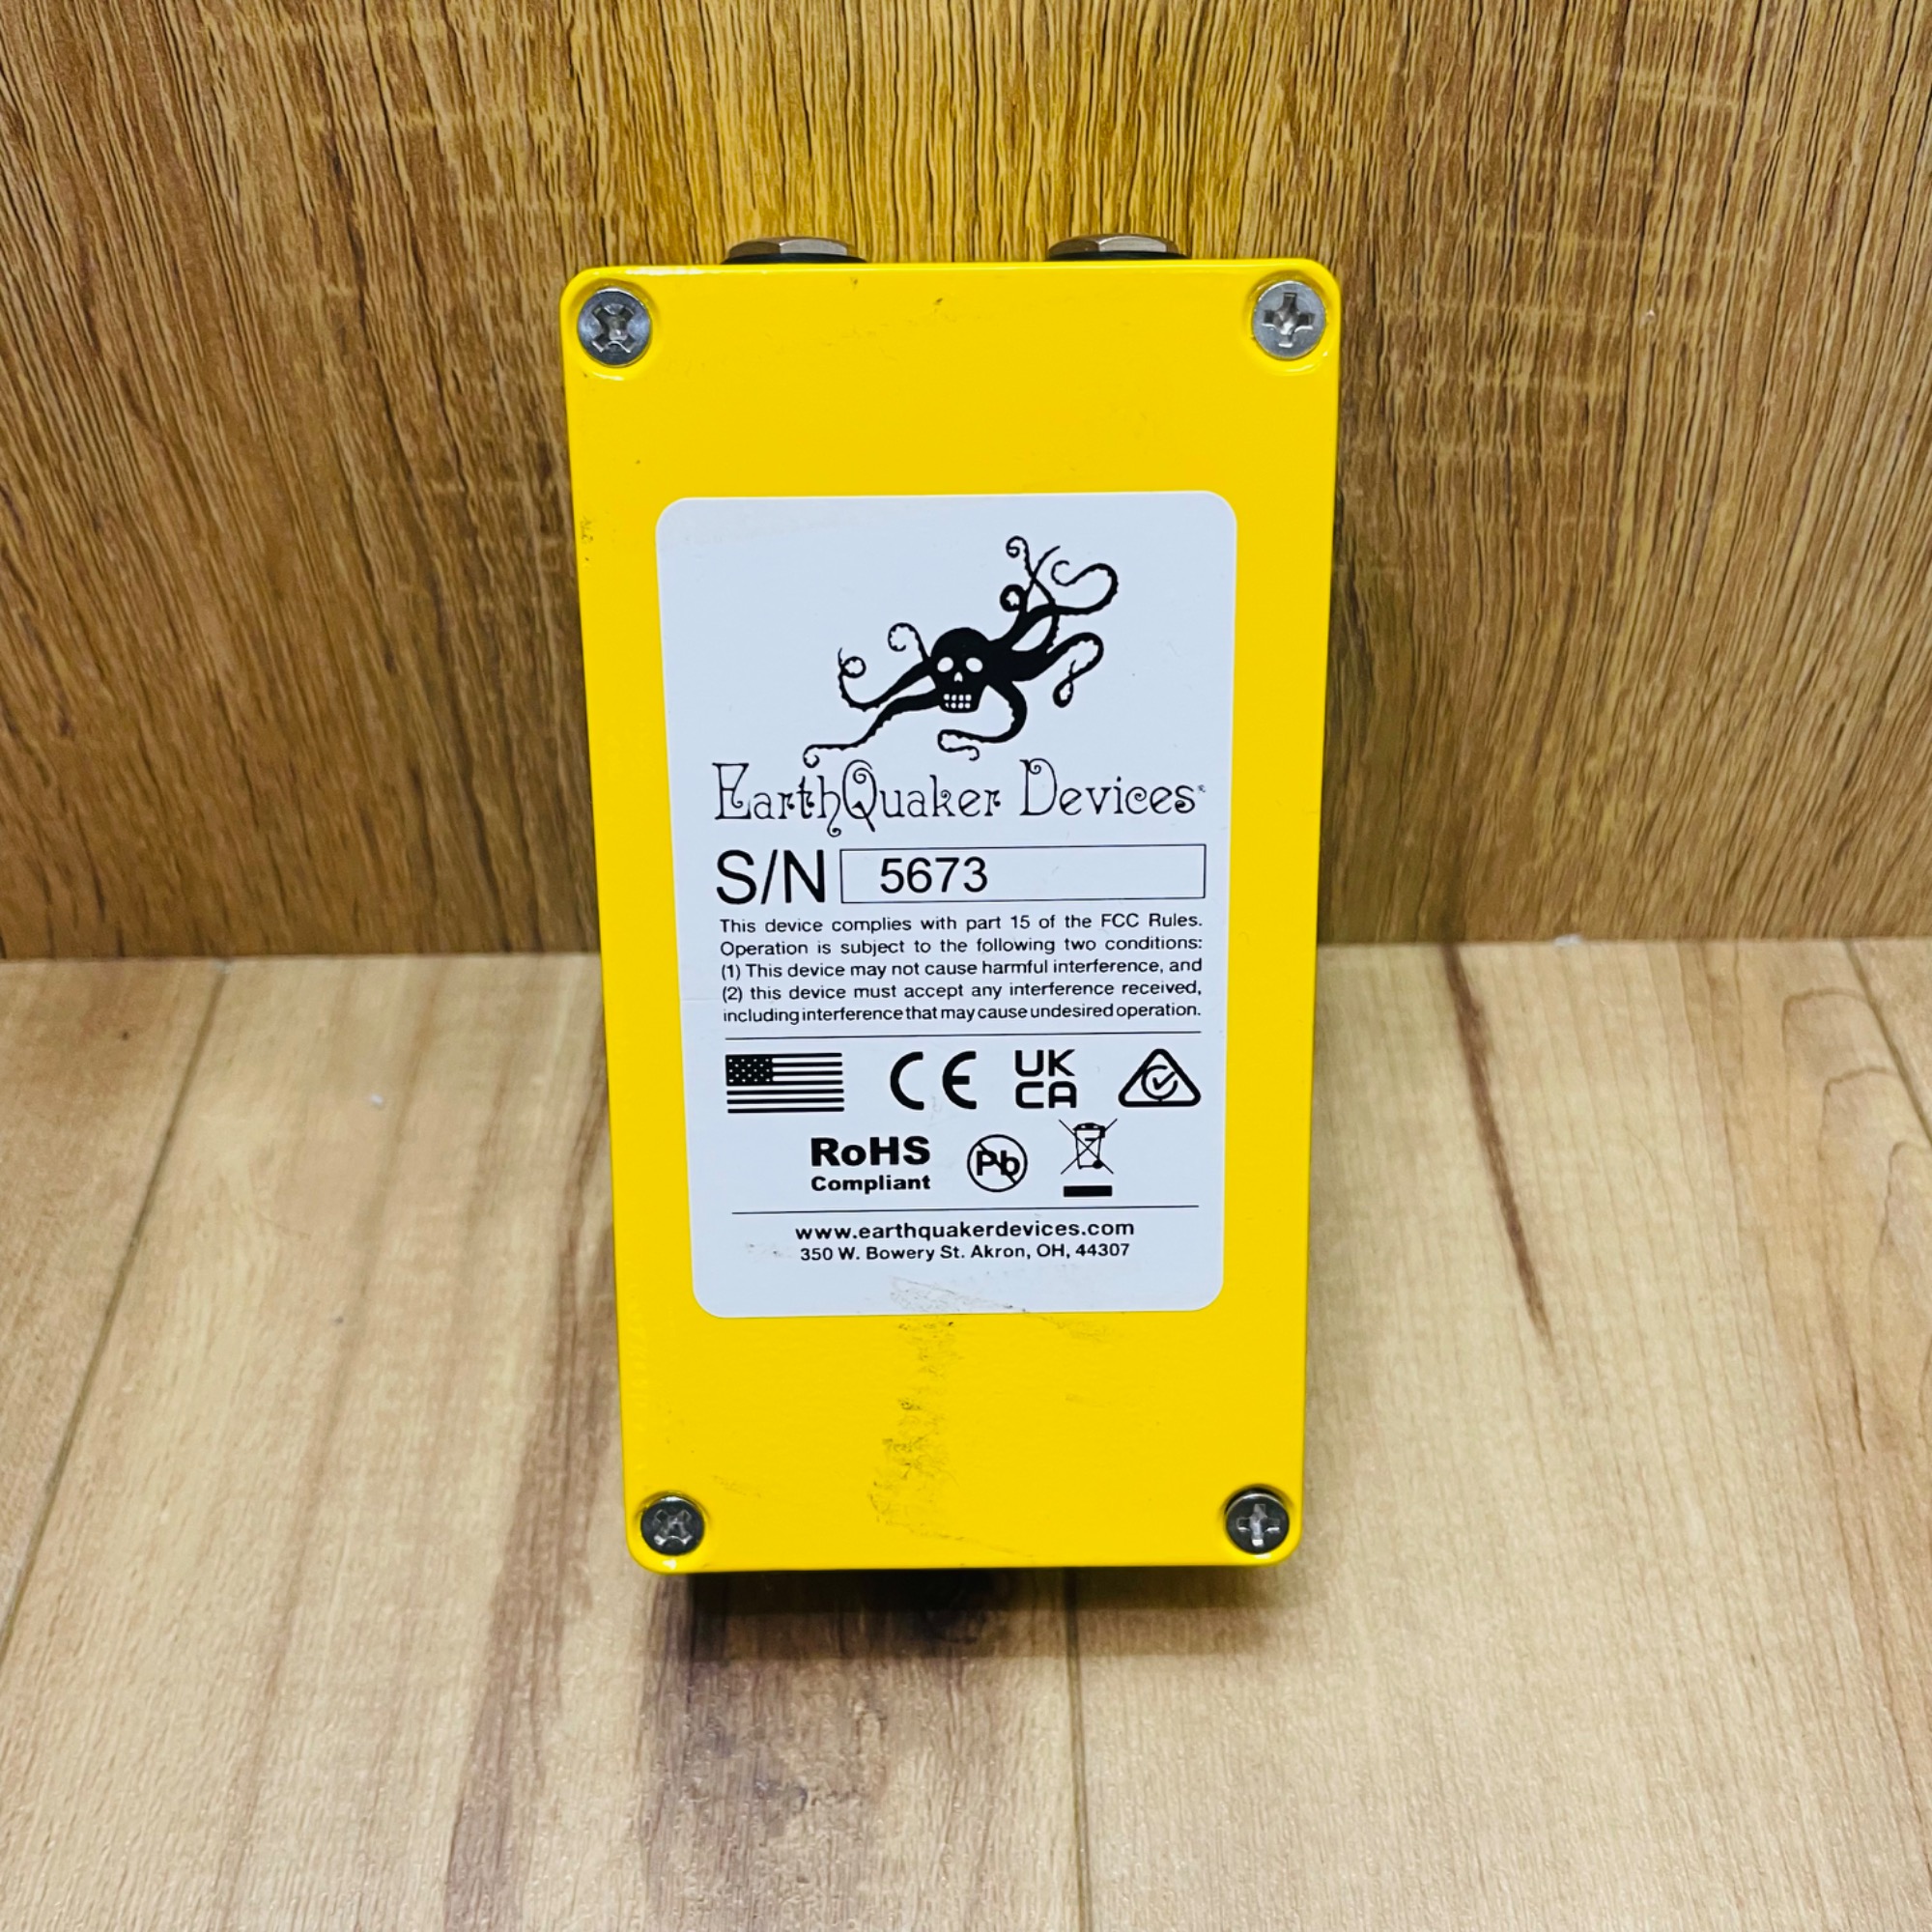 EarthQuaker Devices
S/N 5673
This device complies with part 15 of the FCC Rules.
Operation is subject to the following two conditions:
(1) This device may not cause harmful interference, and
(2) this device must accept any interference received,
including interference that may cause undesired operation.
CE UK
CA
RoHS
Compliant
Pb
www.earthquakerdevices.com
350 W. Bowery St. Akron, OH, 44307